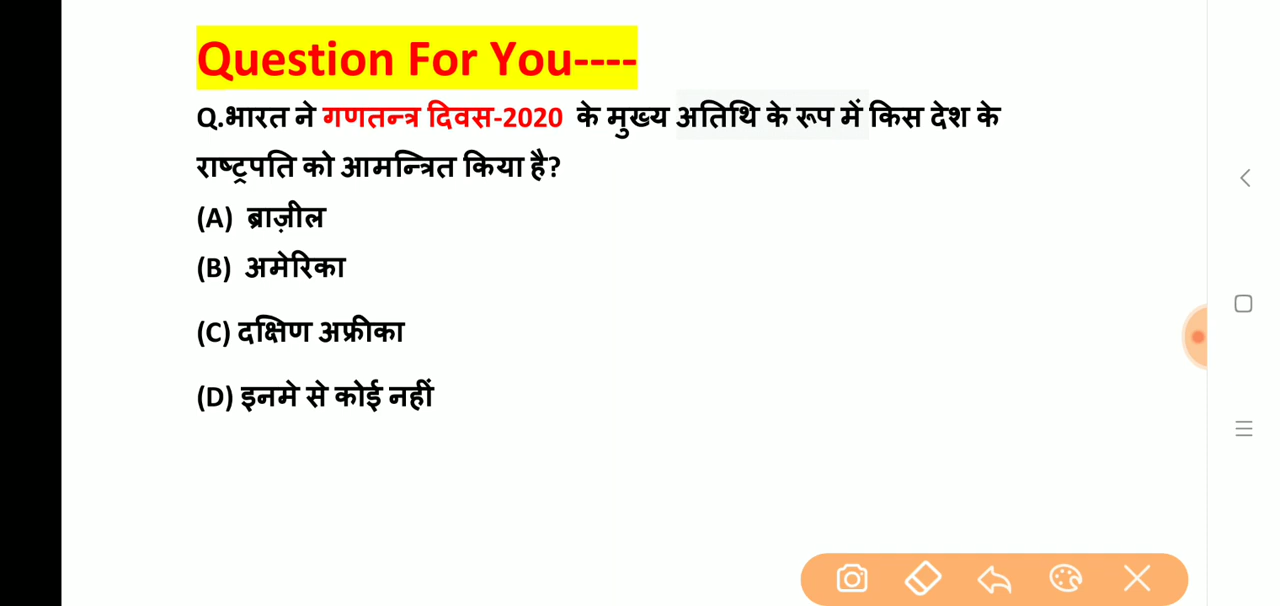 Question For You----
Q.भारत ने गणतन्त्र दिवस-2020 के मुख्य अतिथि के रूप में किस देश के
राष्ट्रपति को आमन्त्रित किया है?
(A) ब्राज़ील
(B) अमेरिका
(C) दक्षिण अफ्रीका
(D) इनमे से कोई नहीं